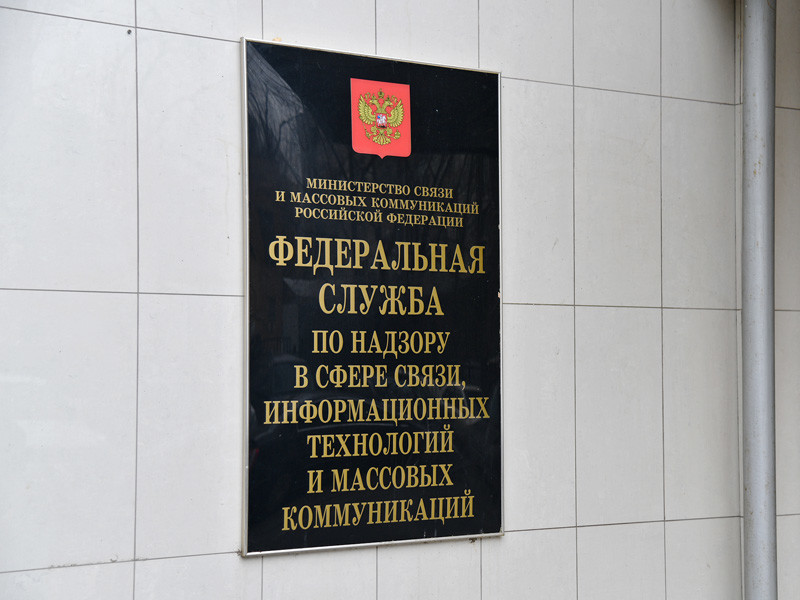 МИНИСТЕРСТВО СВЯЗИ
И МАССОВЫХ КОММУНИКАЦИЙ
РОССИЙСКОЙ ФЕДЕРАЦИИ
ФЕДЕРАЛЬНАЯ
СЛУЖБА
ПО НАДЗОРУ
В СФЕРЕ СВЯЗИ,
ИНФОРМАЦИОННЫХ
ТЕХНОЛОГИЙ
И МАССОВЫХ
КОММУНИКАЦИЙ